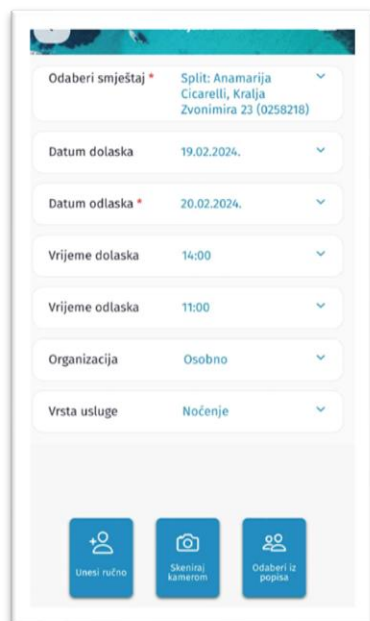 Odaberi smještaj * Split: Anamarija
Cicarelli, Kralja
Zvonimira 23 (0258218)
Datum dolaska 19.02.2024.
Datum odlaska * 20.02.2024.
Vrijeme dolaska 14:00
Vrijeme odlaska 11:00
Organizacija Osobno
Vrsta usluge Noćenje
Unesi ručno
Skeniraj
kamerom
Odaberi iz
popisa